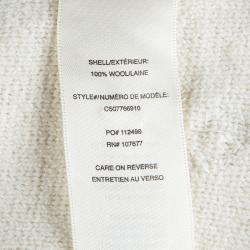 SHELL/EXTÉRIEUR:
100% WOOL/LAINE
STYLE#/NUMÉRO DE MODÈLE:
CS07766910
PO# 112498
RN# 107677
CARE ON REVERSE
ENTRETIEN AU VERSO